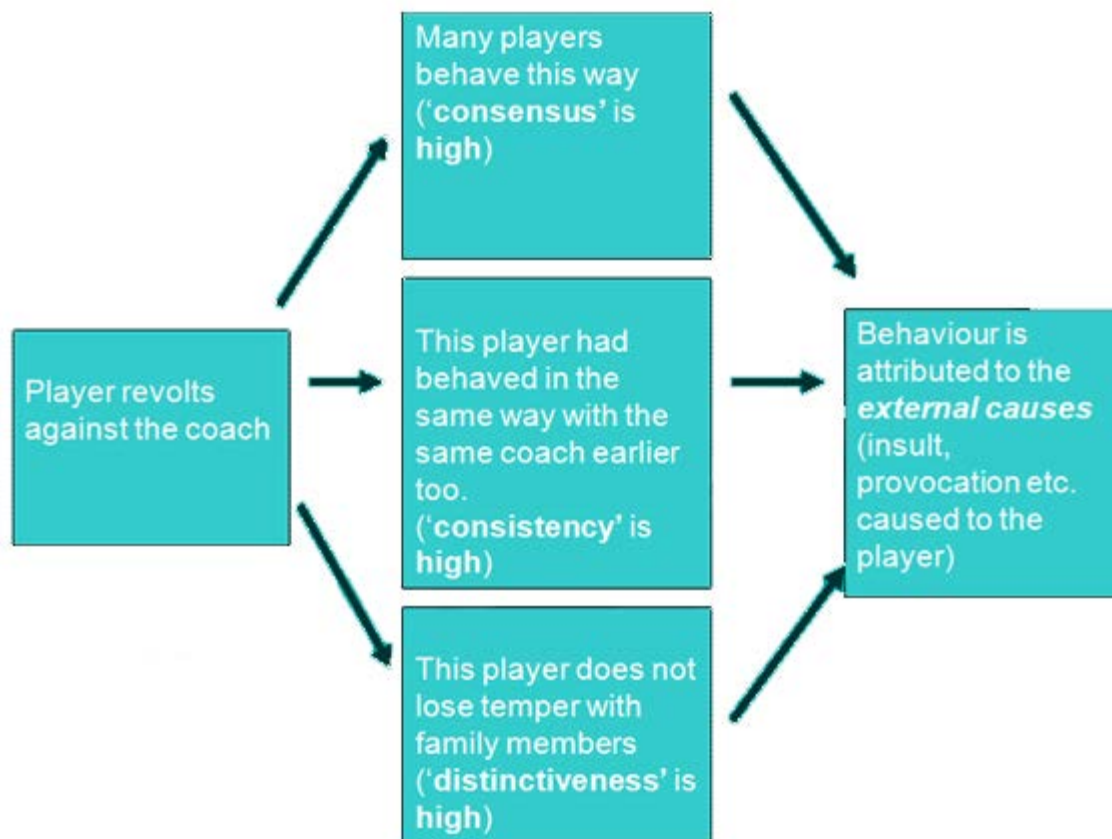 Many players
behave this way
(‘consensus’ is
high)
Player revolts
against the coach
This player had
behaved in the
same way with the
same coach earlier
too.
(‘consistency’ is
high)
This player does not
lose temper with
family members
(‘distinctiveness’ is
high)
Behaviour is
attributed to the
external causes
(insult,
provocation etc.
caused to the
player)